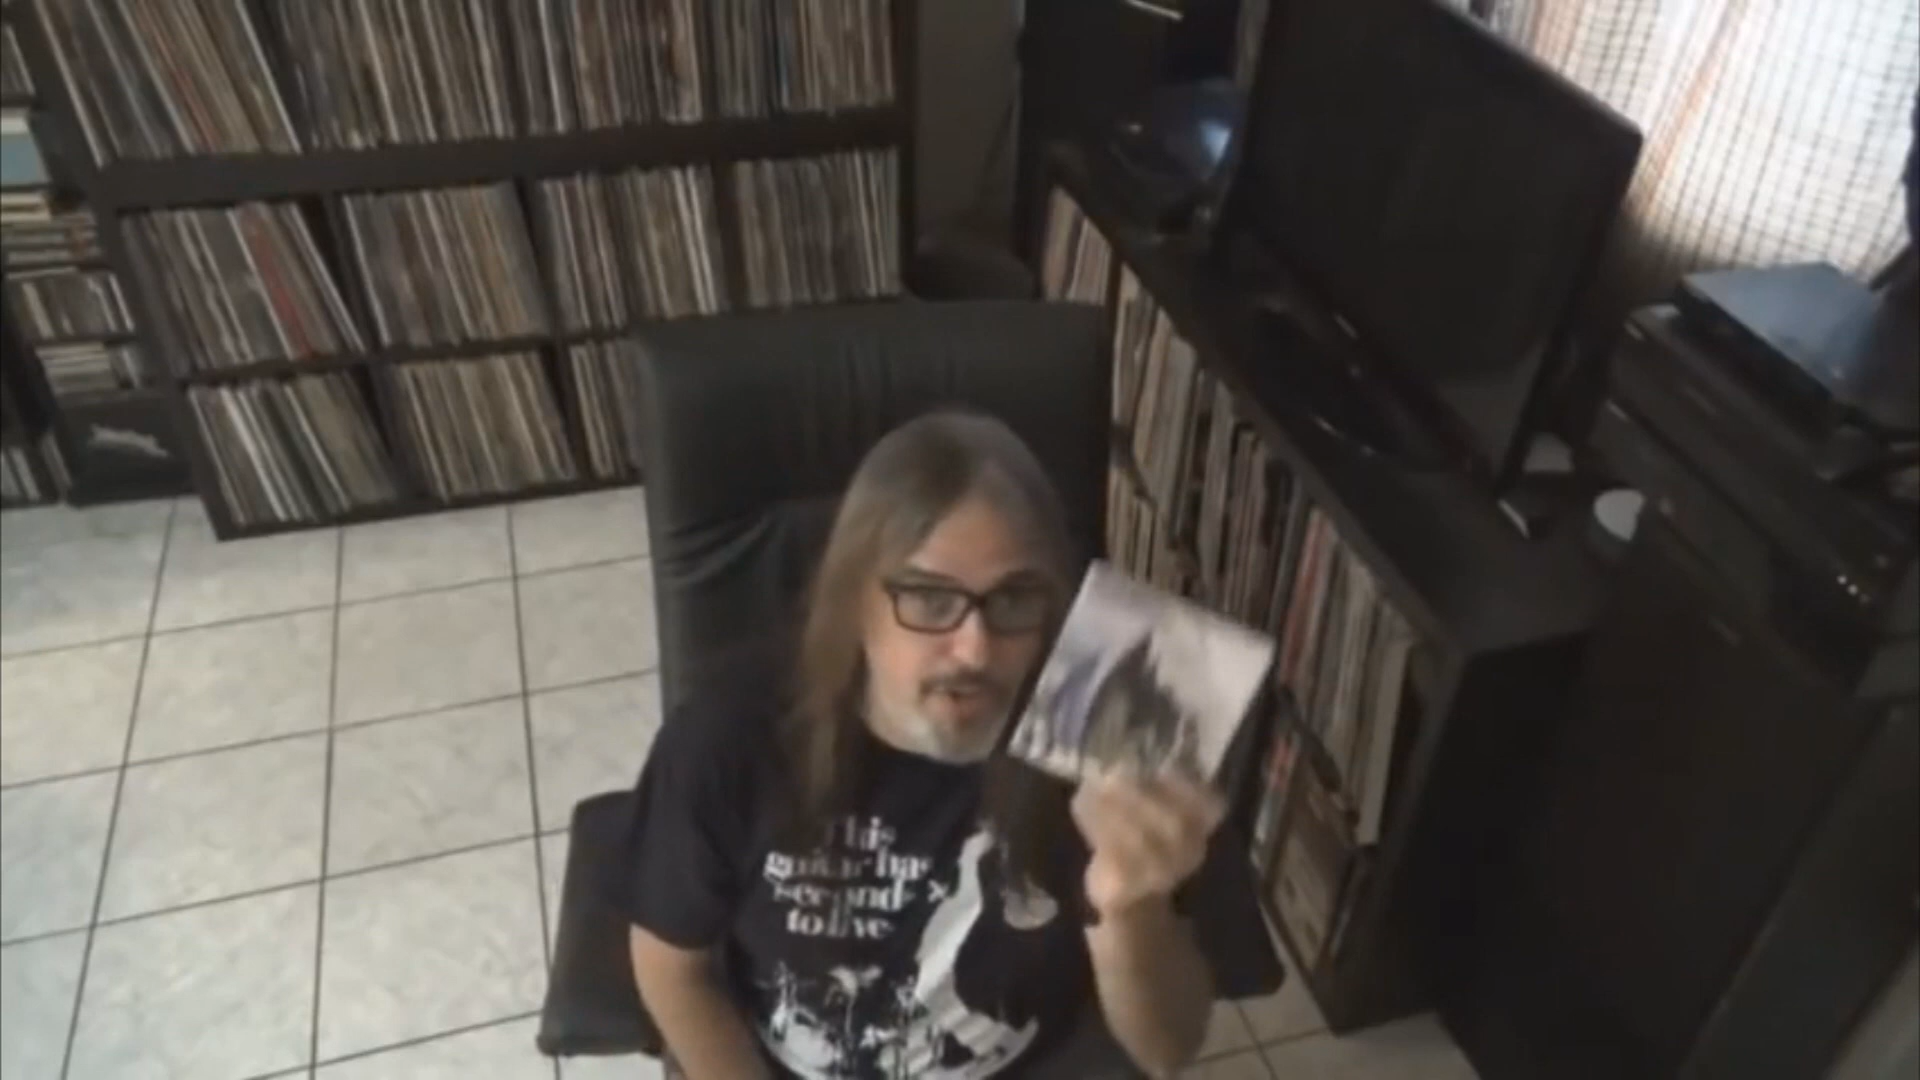 This
guitar has
seconds
to live